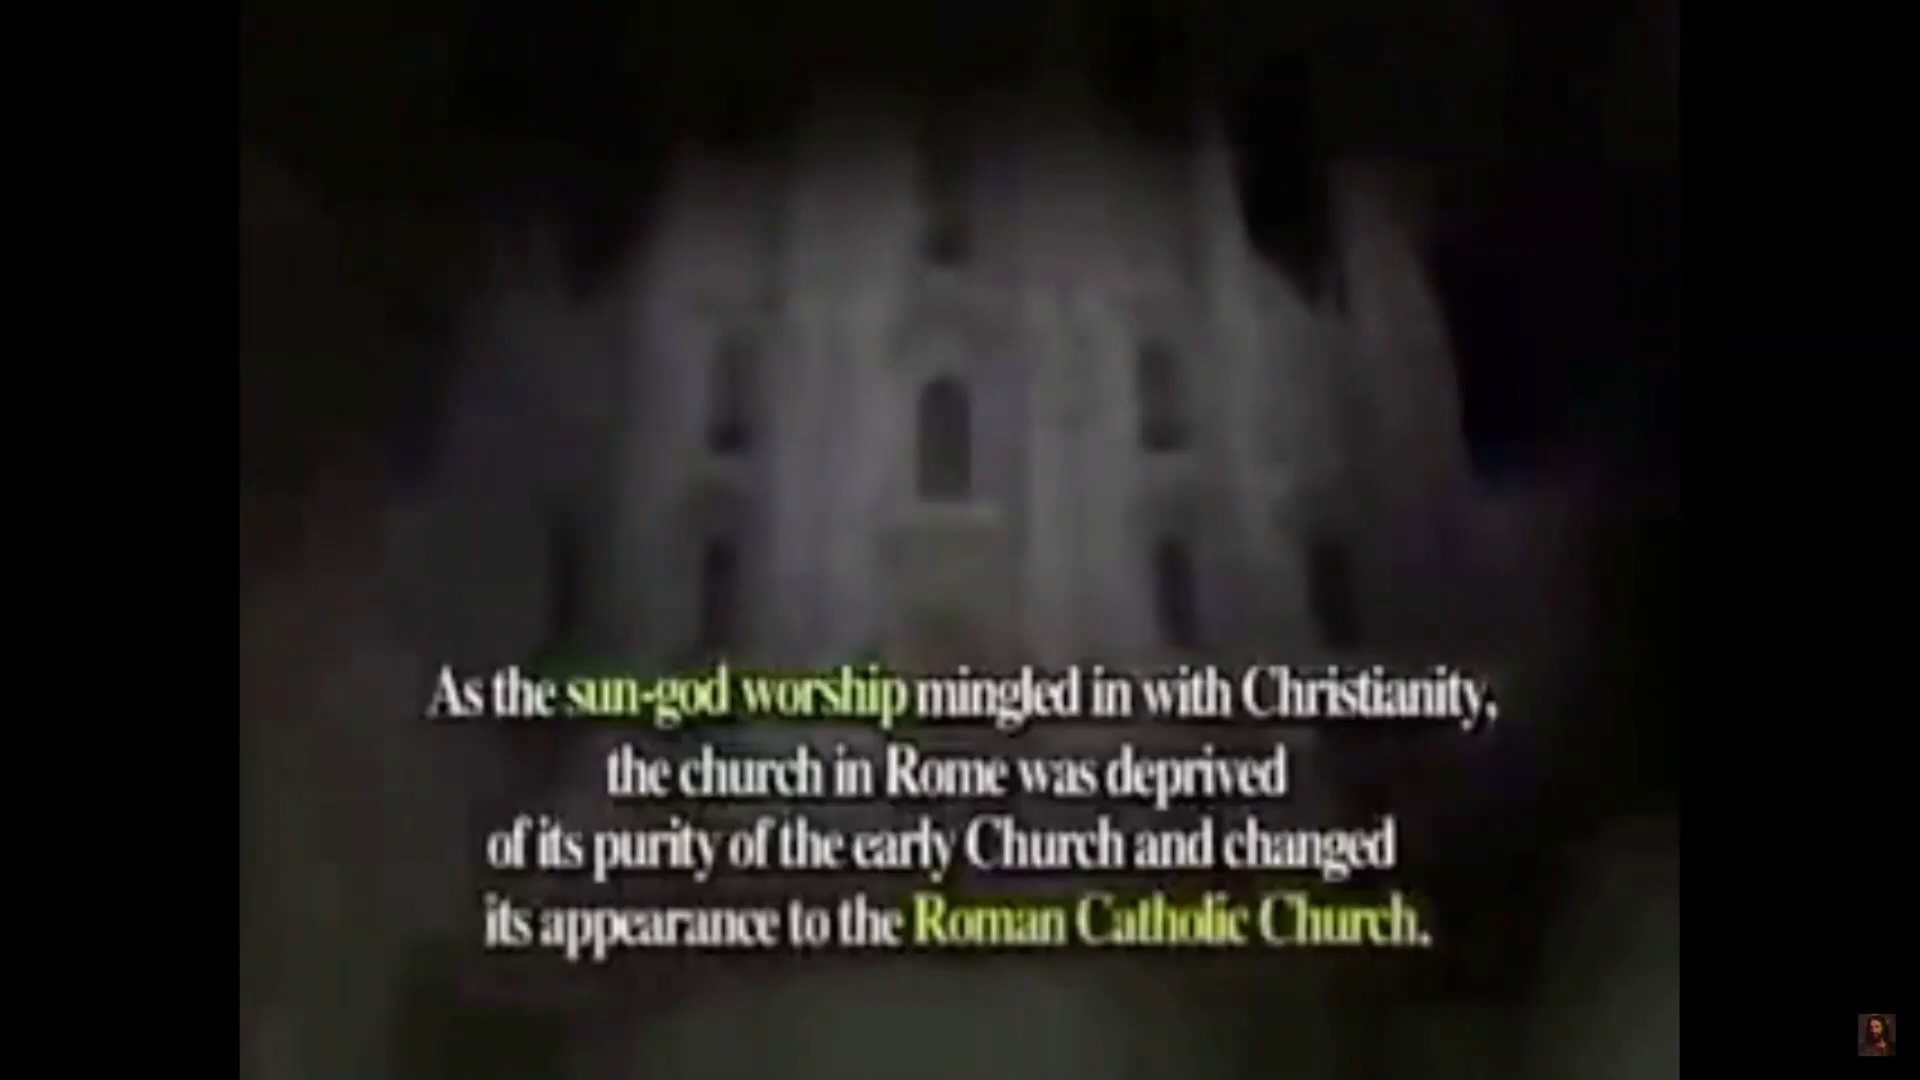 As the sun-god worship mingled in with Christianity,
the church in Rome was deprived
of its purity of the early Church and changed
its appearance to the Roman Catholic Church.